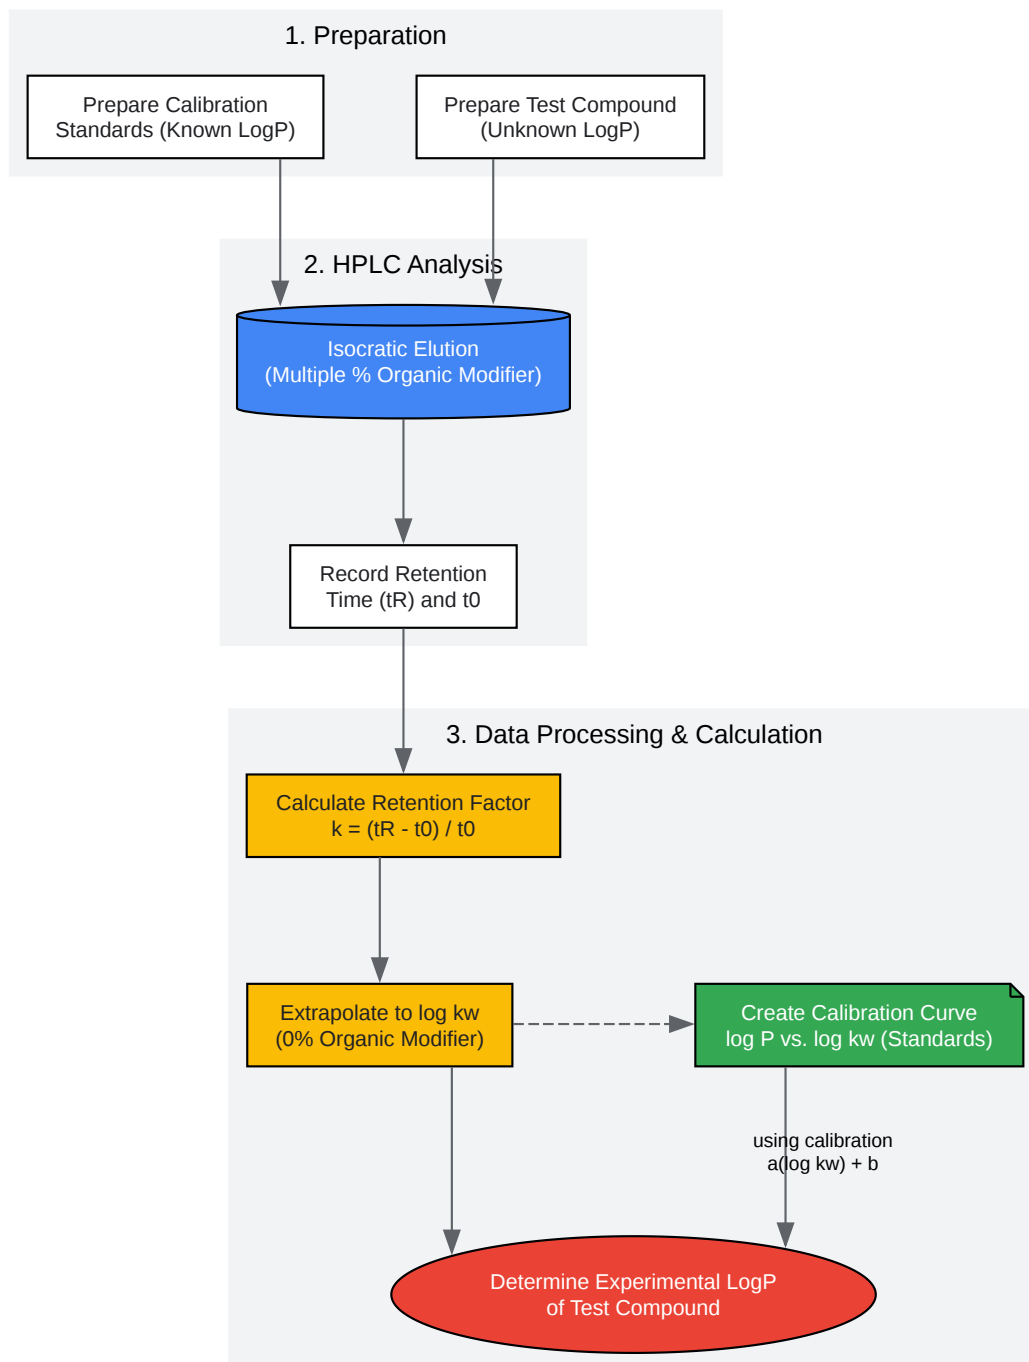 1. Preparation
Prepare Calibration
Standards (Known LogP)
Prepare Test Compound
(Unknown LogP)
2. HPLC Analysis
Isocratic Elution
(Multiple % Organic Modifier)
Record Retention
Time (tR) and t0
3. Data Processing & Calculation
Calculate Retention Factor
k = (tR - t0) / t0
Extrapolate to log kw
(0% Organic Modifier)
Create Calibration Curve
log P vs. log kw (Standards)
using calibration
a(log kw) + b
Determine Experimental LogP
of Test Compound